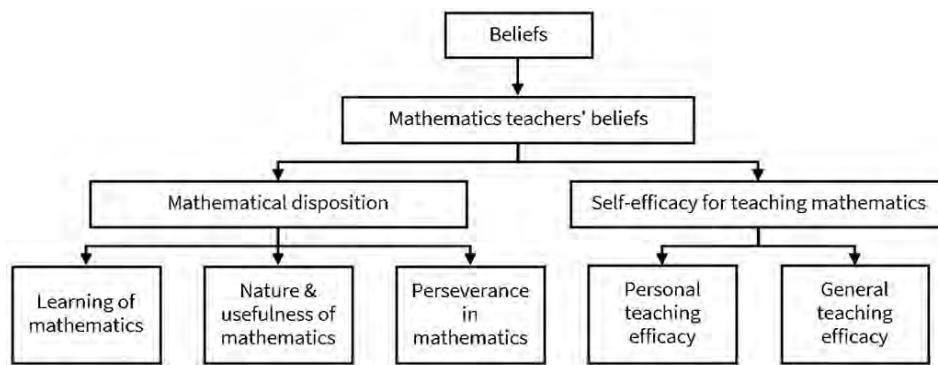 Beliefs
Mathematics teachers' beliefs
Mathematical disposition
Self-efficacy for teaching mathematics
Learning of
mathematics
Nature &
usefulness of
mathematics
Perseverance
in
mathematics
Personal
teaching
efficacy
General
teaching
efficacy